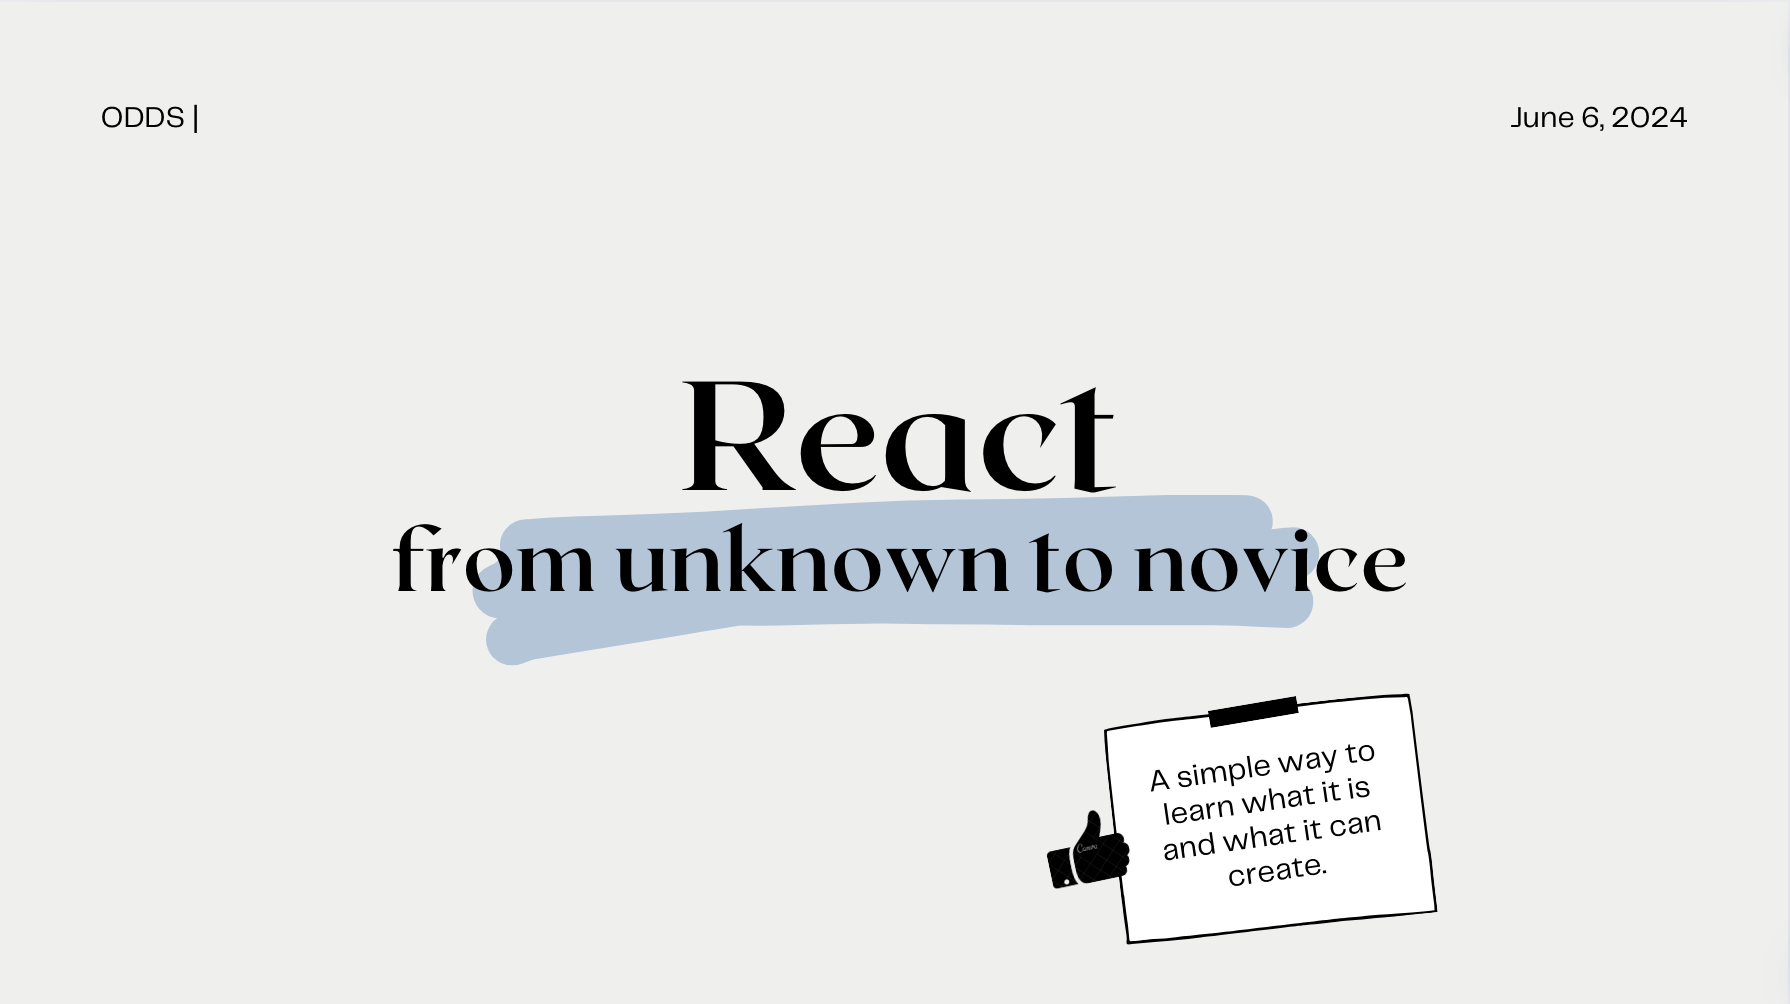 ODDS |
June 6, 2024
React
from unknown to novice
A simple way to
learn what it is
and what it can
create.
Canva